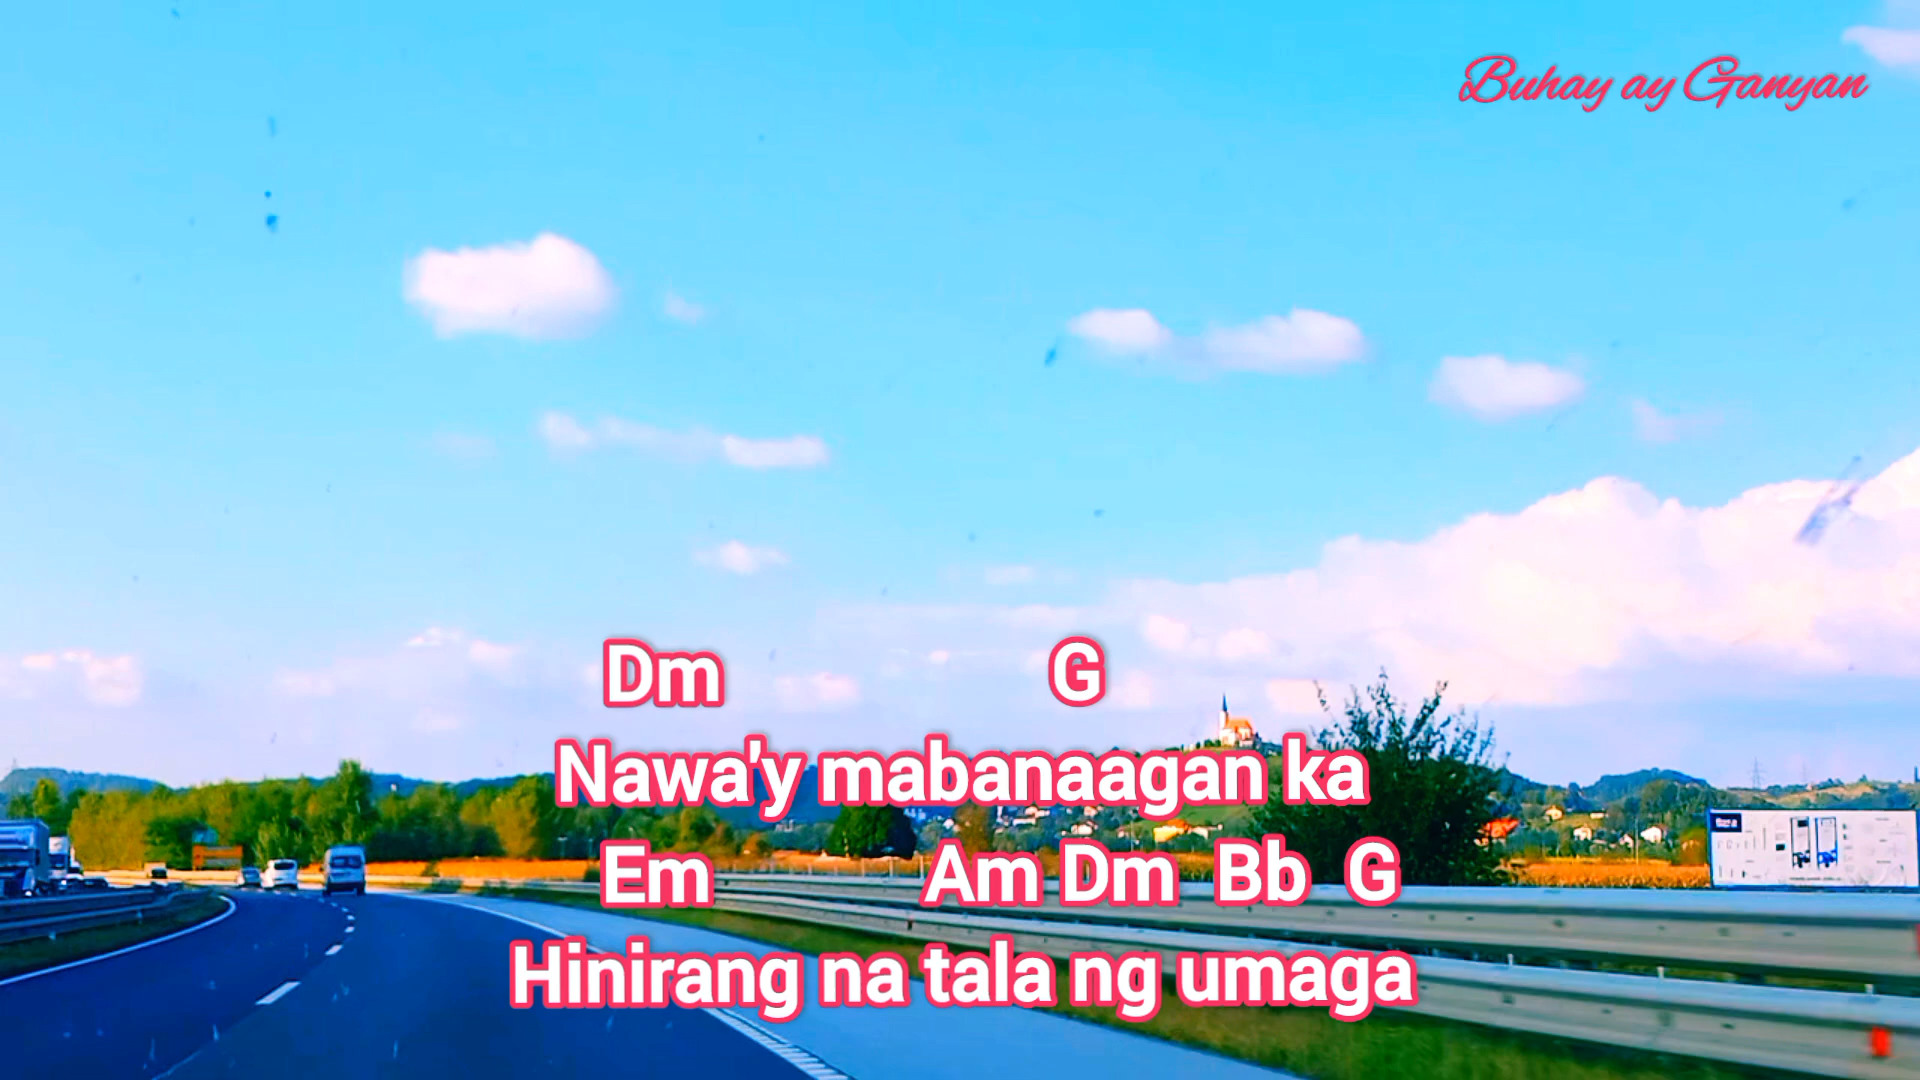 Buhay ay Ganyan
Dm G
Nawa'y mabanaagan ka
Em Am Dm Bb G
Hinirang na tala ng umaga